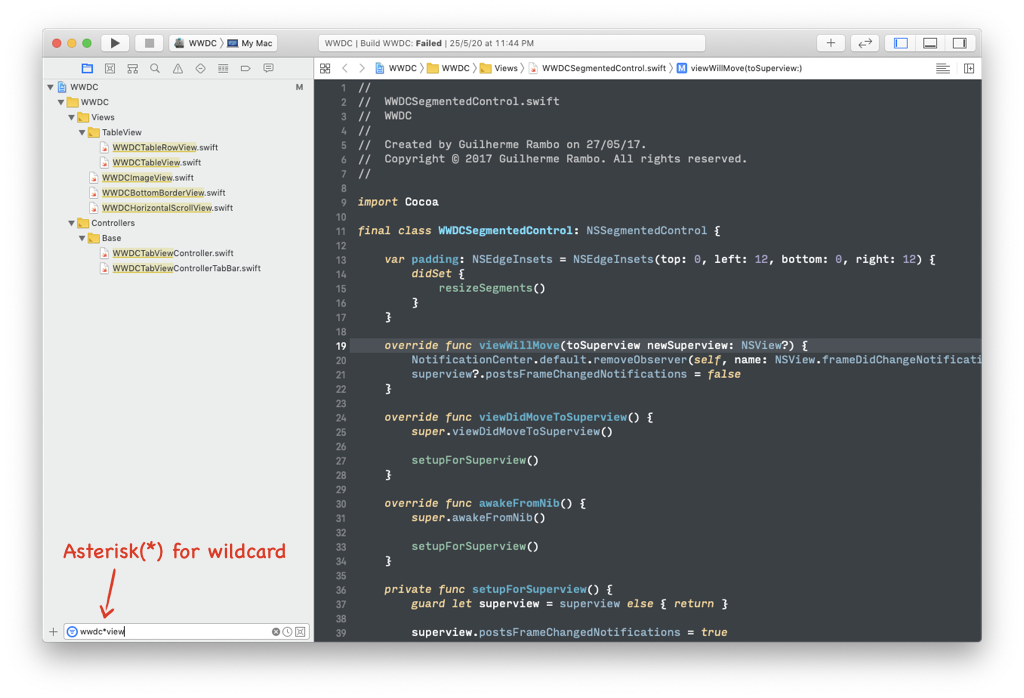 WWDC 〉 My Mac
WWDC | Build WWDC: Failed | 25/5/20 at 11:44 PM
WWDC 〉 WWDC 〉 Views 〉 WWDCSegmentedControl.swift 〉 M viewWillMove(toSuperview:)
WWDC M
WWDC
Views
TableView
WWDCTableRowView.swift
WWDCTableView.swift
WWDCImageView.swift
WWDCBottomBorderView.swift
WWDCHorizontalScrollView.swift
Controllers
Base
WWDCTabViewController.swift
WWDCTabViewControllerTabBar.swift
Asterisk(*) for wildcard
wwdc*view
1 //
2 //  WWDCSegmentedControl.swift
3 //  WWDC
4 //
5 //  Created by Guilherme Rambo on 27/05/17.
6 //  Copyright © 2017 Guilherme Rambo. All rights reserved.
7 //
8
9 import Cocoa
10
11 final class WWDCSegmentedControl: NSSegmentedControl {
12
13     var padding: NSEdgeInsets = NSEdgeInsets(top: 0, left: 12, bottom: 0, right: 12) {
14         didSet {
15             resizeSegments()
16         }
17     }
18
19     override func viewWillMove(toSuperview newSuperview: NSView?) {
20         NotificationCenter.default.removeObserver(self, name: NSView.frameDidChangeNotificati
21         superview?.postsFrameChangedNotifications = false
22     }
23
24     override func viewDidMoveToSuperview() {
25         super.viewDidMoveToSuperview()
26
27         setupForSuperview()
28     }
29
30     override func awakeFromNib() {
31         super.awakeFromNib()
32
33         setupForSuperview()
34     }
35
36     private func setupForSuperview() {
37         guard let superview = superview else { return }
38
39         superview.postsFrameChangedNotifications = true